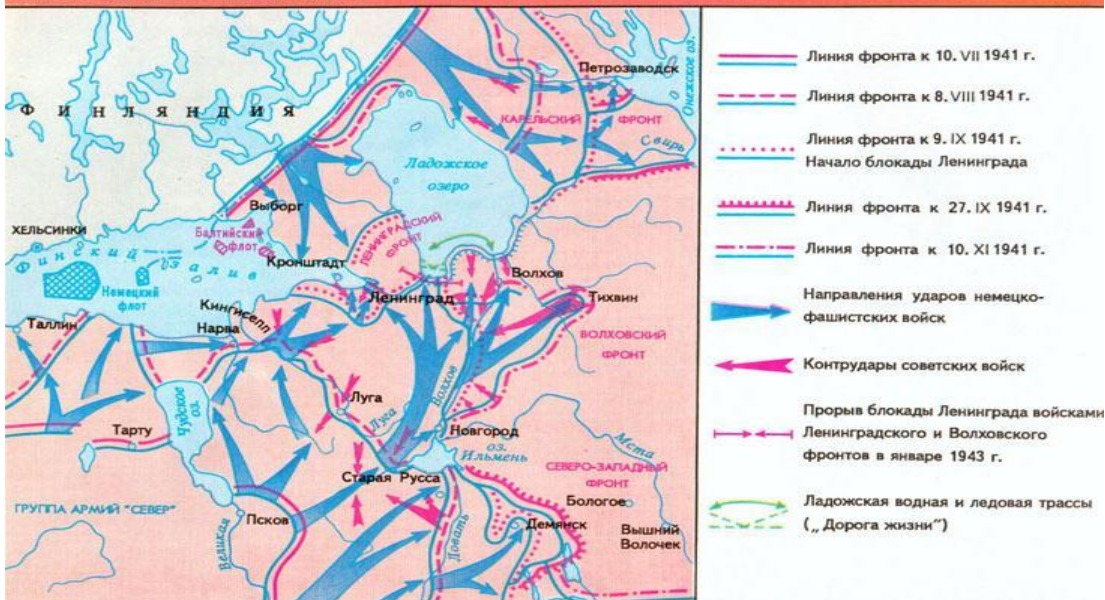 ФИНЛЯНДИЯ
Петрозаводск
Онежское оз.
КАРЕЛЬСКИЙ ФРОНТ
Свирь
Ладожское
озеро
Выборг
ХЕЛЬСИНКИ
Балтийский
флот
ЛЕНИНГРАДСКИЙ
ФРОНТ
Финский залив
Кронштадт
Немецкий
флот
Волхов
Ленинград
Тихвин
Кингисепп
Таллин
Нарва
ВОЛХОВСКИЙ
ФРОНТ
Чудское
оз.
Луга
Луга
Волхов
Тарту
Новгород
оз.
Ильмень
Мста
Старая Русса
СЕВЕРО-ЗАПАДНЫЙ
ФРОНТ
Бологое
ГРУППА АРМИЙ "СЕВЕР"
Псков
Великая
Ловать
Демянск
Вышний
Волочек
Линия фронта к 10. VII 1941 г.
Линия фронта к 8. VIII 1941 г.
Линия фронта к 9. IX 1941 г.
Начало блокады Ленинграда
Линия фронта к 27. IX 1941 г.
Линия фронта к 10. XI 1941 г.
Направления ударов немецко-
фашистских войск
Контрудары советских войск
Прорыв блокады Ленинграда войсками
Ленинградского и Волховского
фронтов в январе 1943 г.
Ладожская водная и ледовая трассы
(„Дорога жизни")